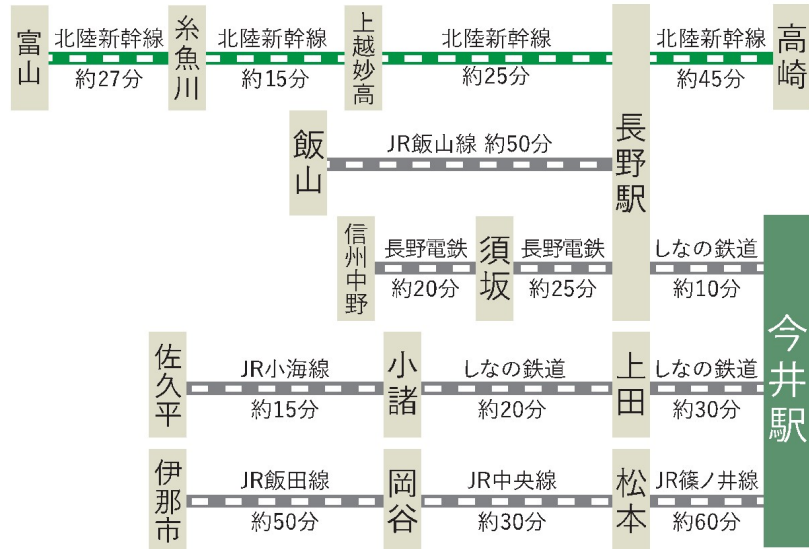 富山
北陸新幹線
約27分
糸魚川
北陸新幹線
約15分
上越妙高
北陸新幹線
約25分
長野駅
北陸新幹線
約45分
高崎
飯山
JR飯山線 約50分
信州中野
長野電鉄
約20分
須坂
長野電鉄
約25分
しなの鉄道
約10分
今井駅
佐久平
JR小海線
約15分
小諸
しなの鉄道
約20分
上田
しなの鉄道
約30分
伊那市
JR飯田線
約50分
岡谷
JR中央線
約30分
松本
JR篠ノ井線
約60分